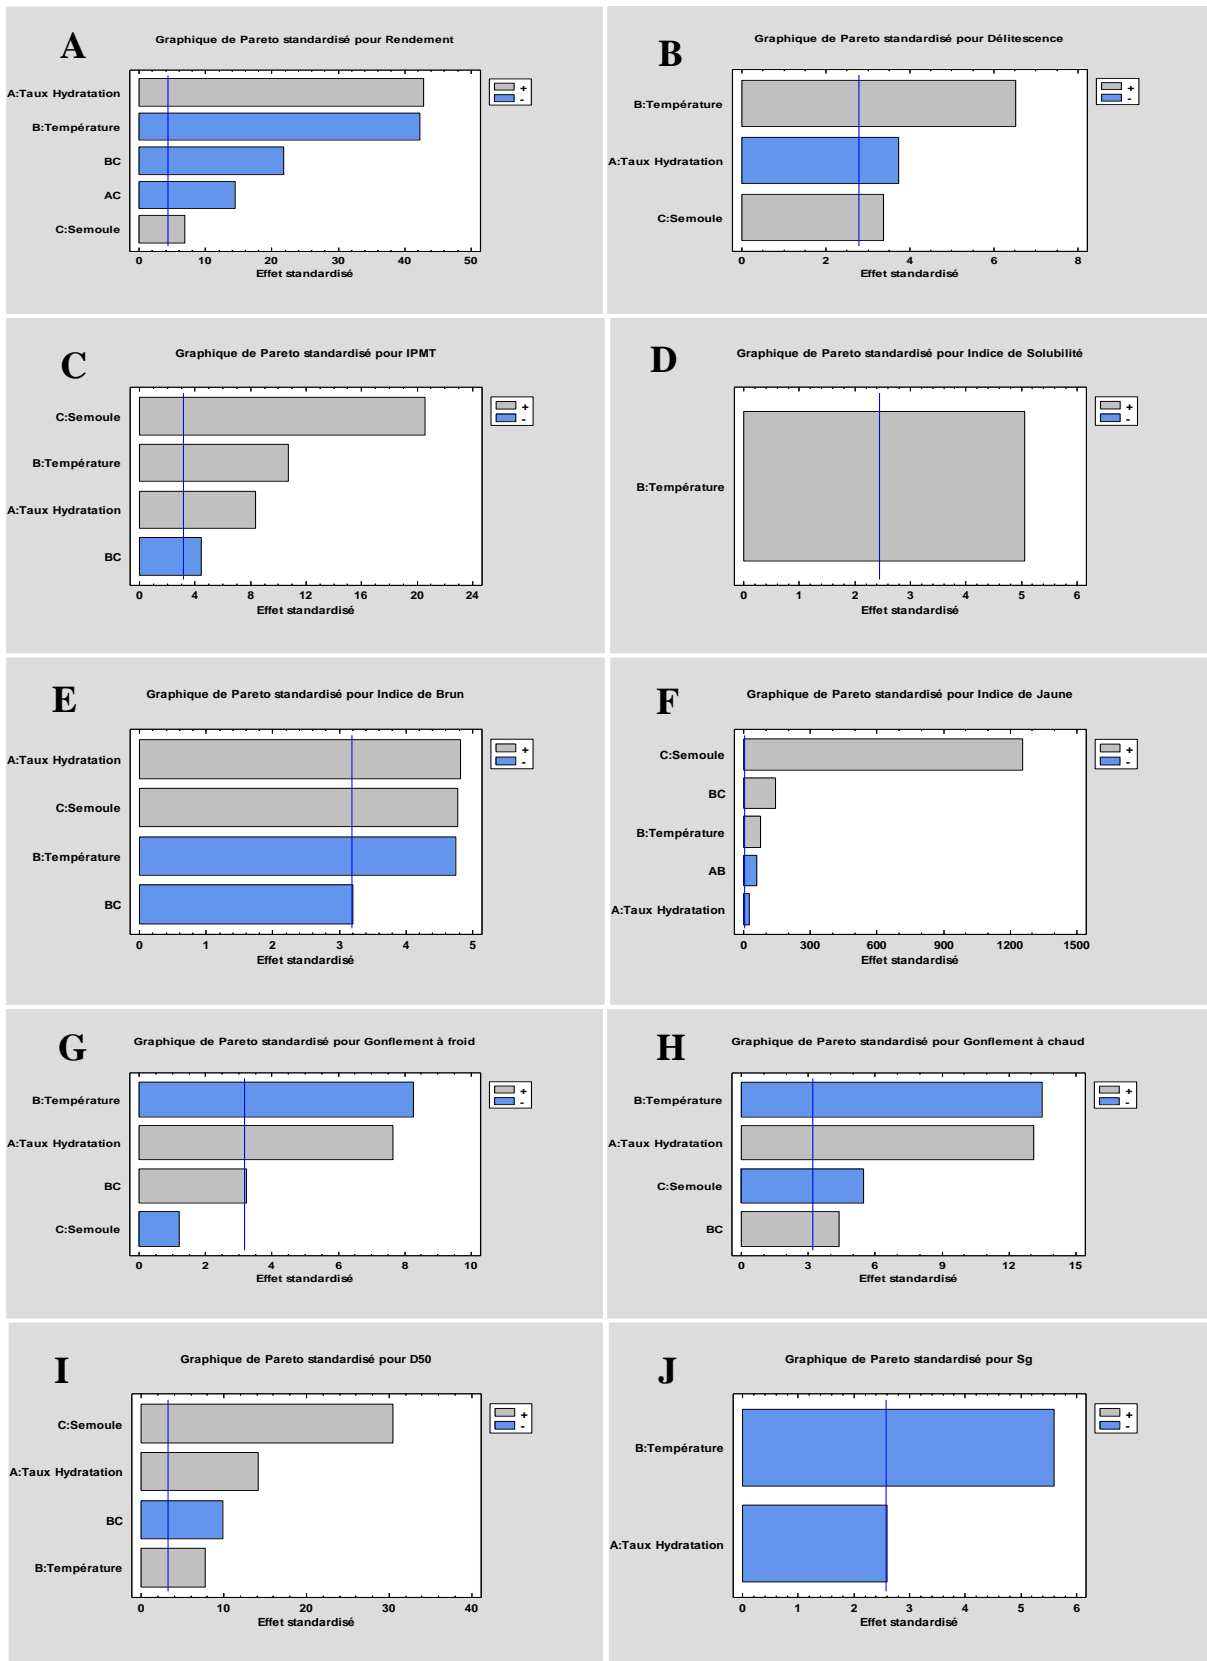 A
Graphique de Pareto standardisé pour Rendement
A:Taux Hydratation
B:Température
BC
AC
C:Semoule
0 10 20 30 40 50
Effet standardisé
+
-
B
Graphique de Pareto standardisé pour Délitescence
B:Température
A:Taux Hydratation
C:Semoule
0 2 4 6 8
Effet standardisé
+
-
C
Graphique de Pareto standardisé pour IPMT
C:Semoule
B:Température
A:Taux Hydratation
BC
0 4 8 12 16 20 24
Effet standardisé
+
-
D
Graphique de Pareto standardisé pour Indice de Solubilité
B:Température
0 1 2 3 4 5 6
Effet standardisé
+
-
E
Graphique de Pareto standardisé pour Indice de Brun
A:Taux Hydratation
C:Semoule
B:Température
BC
0 1 2 3 4 5
Effet standardisé
+
-
F
Graphique de Pareto standardisé pour Indice de Jaune
C:Semoule
BC
B:Température
AB
A:Taux Hydratation
0 300 600 900 1200 1500
Effet standardisé
+
-
G
Graphique de Pareto standardisé pour Gonflement à froid
B:Température
A:Taux Hydratation
BC
C:Semoule
0 2 4 6 8 10
Effet standardisé
+
-
H
Graphique de Pareto standardisé pour Gonflement à chaud
B:Température
A:Taux Hydratation
C:Semoule
BC
0 3 6 9 12 15
Effet standardisé
+
-
I
Graphique de Pareto standardisé pour D50
C:Semoule
A:Taux Hydratation
BC
B:Température
0 10 20 30 40
Effet standardisé
+
-
J
Graphique de Pareto standardisé pour Sg
B:Température
A:Taux Hydratation
0 1 2 3 4 5 6
Effet standardisé
+
-